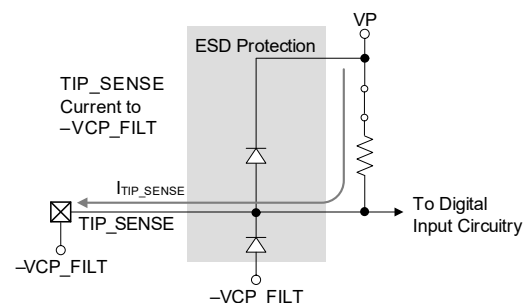 VP
ESD Protection
TIP_SENSE
Current to
–VCP_FILT
ITIP_SENSE
TIP_SENSE
To Digital
Input Circuitry
–VCP_FILT
–VCP_FILT